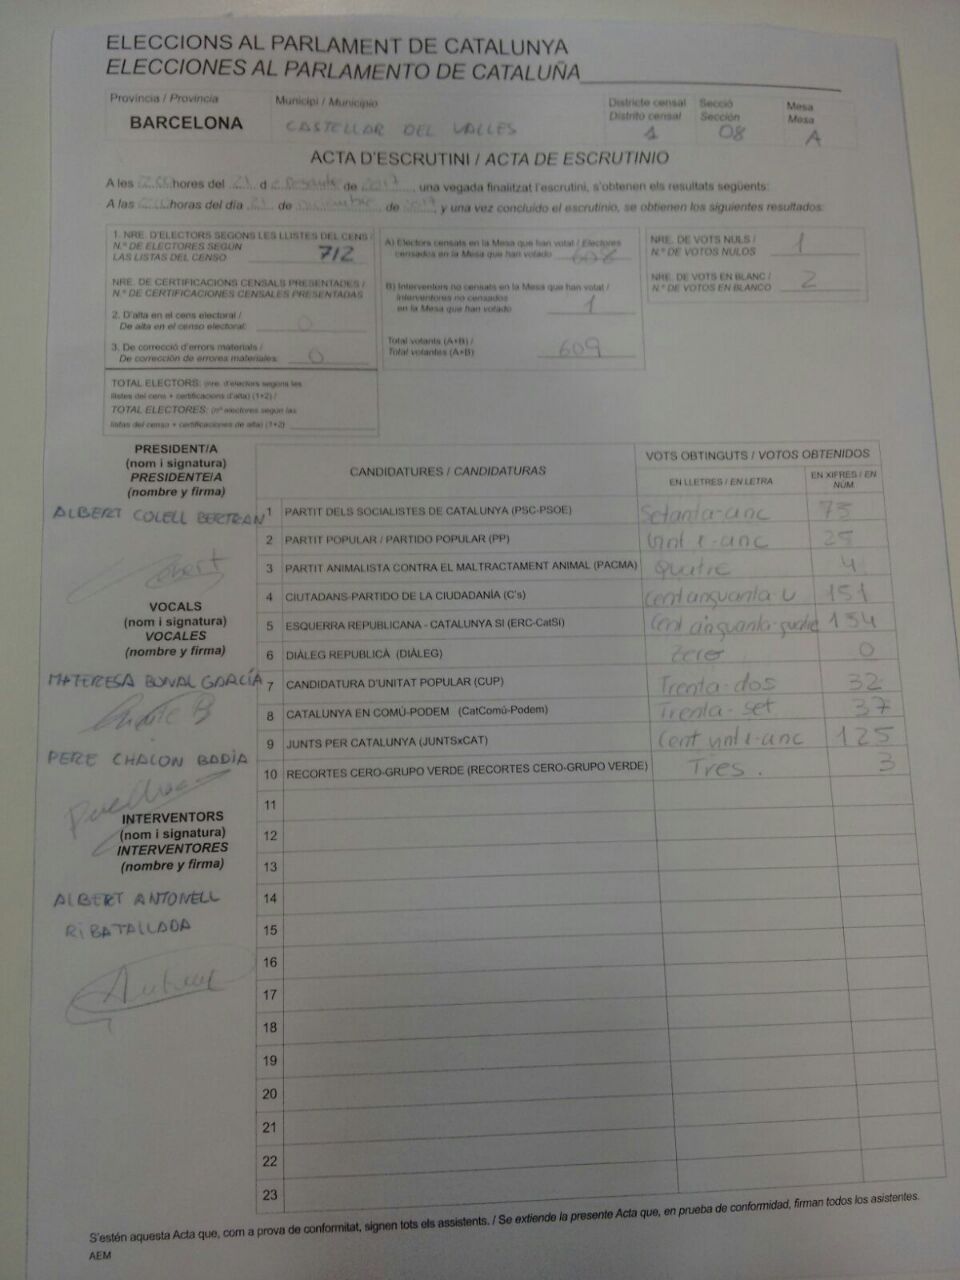 ELECCIONS AL PARLAMENT DE CATALUNYA
ELECCIONES AL PARLAMENTO DE CATALUÑA
Província / Provincia
BARCELONA
Municipi / Municipio
CASTELLAR DEL VALLES
Districte censal
Distrito censal
1
Secció
Sección
08
Mesa
Mesa
A
ACTA D'ESCRUTINI / ACTA DE ESCRUTINIO
A les hores del 21 d de 2017, una vegada finalitzat l'escrutini, s'obtenen els resultats següents:
A las horas del día 21 de diciembre de 2017, y una vez concluido el escrutinio, se obtienen los siguientes resultados:
1. NRE. D'ELECTORS SEGONS LES LLISTES DEL CENS /
N.º DE ELECTORES SEGÚN
LAS LISTAS DEL CENSO 712
NRE. DE CERTIFICACIONS CENSALS PRESENTADES /
N.º DE CERTIFICACIONES CENSALES PRESENTADAS
2. D'alta en el cens electoral /
De alta en el censo electoral: 0
3. De correcció d'errors materials /
De corrección de errores materiales: 0
TOTAL ELECTORS: (nre. d'electors segons les
llistes del cens + certificacions d'alta) (1+2) /
TOTAL ELECTORES: (nº electores según las
listas del censo + certificaciones de alta) (1+2)
A) Electors censats en la Mesa que han votat / Electores
censados en la Mesa que han votado 608
B) Interventors no censats en la Mesa que han votat /
Interventores no censados
en la Mesa que han votado 1
Total votants (A+B) /
Total votantes (A+B) 609
NRE. DE VOTS NULS /
N.º DE VOTOS NULOS 1
NRE. DE VOTS EN BLANC /
N.º DE VOTOS EN BLANCO 2
PRESIDENT/A
(nom i signatura)
PRESIDENTE/A
(nombre y firma)
ALBERT COLELL BERTRAN
VOCALS
(nom i signatura)
VOCALES
(nombre y firma)
Mª TERESA BONAL GARCÍA
PERE CHACON BADÍA
INTERVENTORS
(nom i signatura)
INTERVENTORES
(nombre y firma)
ALBERT ANTONELL
RIBATALLADA
CANDIDATURES / CANDIDATURAS
VOTS OBTINGUTS / VOTOS OBTENIDOS
EN LLETRES / EN LETRA
EN XIFRES / EN NÚM.
1 PARTIT DELS SOCIALISTES DE CATALUNYA (PSC-PSOE) Setanta-cinc 75
2 PARTIT POPULAR / PARTIDO POPULAR (PP) Vint-i-cinc 25
3 PARTIT ANIMALISTA CONTRA EL MALTRACTAMENT ANIMAL (PACMA) Quatre 4
4 CIUTADANS-PARTIDO DE LA CIUDADANÍA (C's) Cent cinquanta u 151
5 ESQUERRA REPUBLICANA - CATALUNYA SÍ (ERC-CatSí) Cent cinquanta-quatre 154
6 DIÀLEG REPUBLICÀ (DIÀLEG) Zero 0
7 CANDIDATURA D'UNITAT POPULAR (CUP) Trenta-dos 32
8 CATALUNYA EN COMÚ-PODEM (CatComú-Podem) Trenta-set 37
9 JUNTS PER CATALUNYA (JUNTSxCAT) Cent vint-i-cinc 125
10 RECORTES CERO-GRUPO VERDE (RECORTES CERO-GRUPO VERDE) Tres. 3
11
12
13
14
15
16
17
18
19
20
21
22
23
S'estén aquesta Acta que, com a prova de conformitat, signen tots els assistents. / Se extiende la presente Acta que, en prueba de conformidad, firman todos los asistentes.
AEM